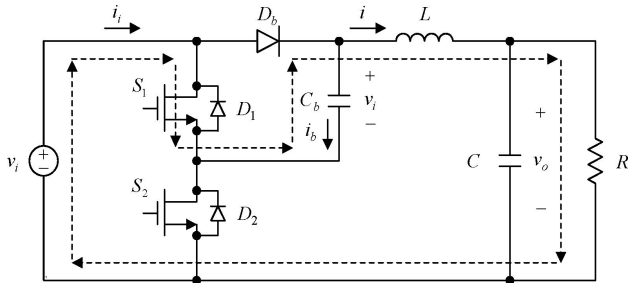 i_i
D_b
i
L
S_1
D_1
C_b
+
v_i
−
i_b
v_i
+
−
S_2
D_2
C
+
v_o
−
R